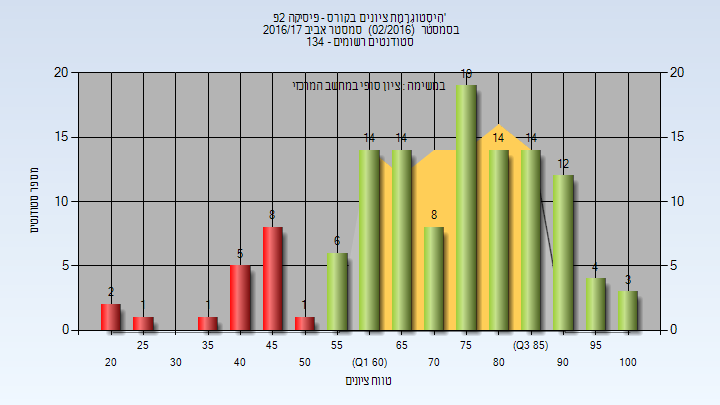 'היסטוגרמת ציונים בקורס - פיסיקה 2פ
בסמסטר (02/2016) סמסטר אביב 2016/17
סטודנטים רשומים - 134
במשימה : ציון סופי במחשב המרכזי
מספר סטודנטים
20 15 10 5 0
20 15 10 5 0
2 1 1 5 8 1 6 14 14 8 19 14 14 12 4 3
25 35 45 55 65 75 (Q3 85) 95
20 30 40 50 (Q1 60) 70 80 90 100
טווח ציונים